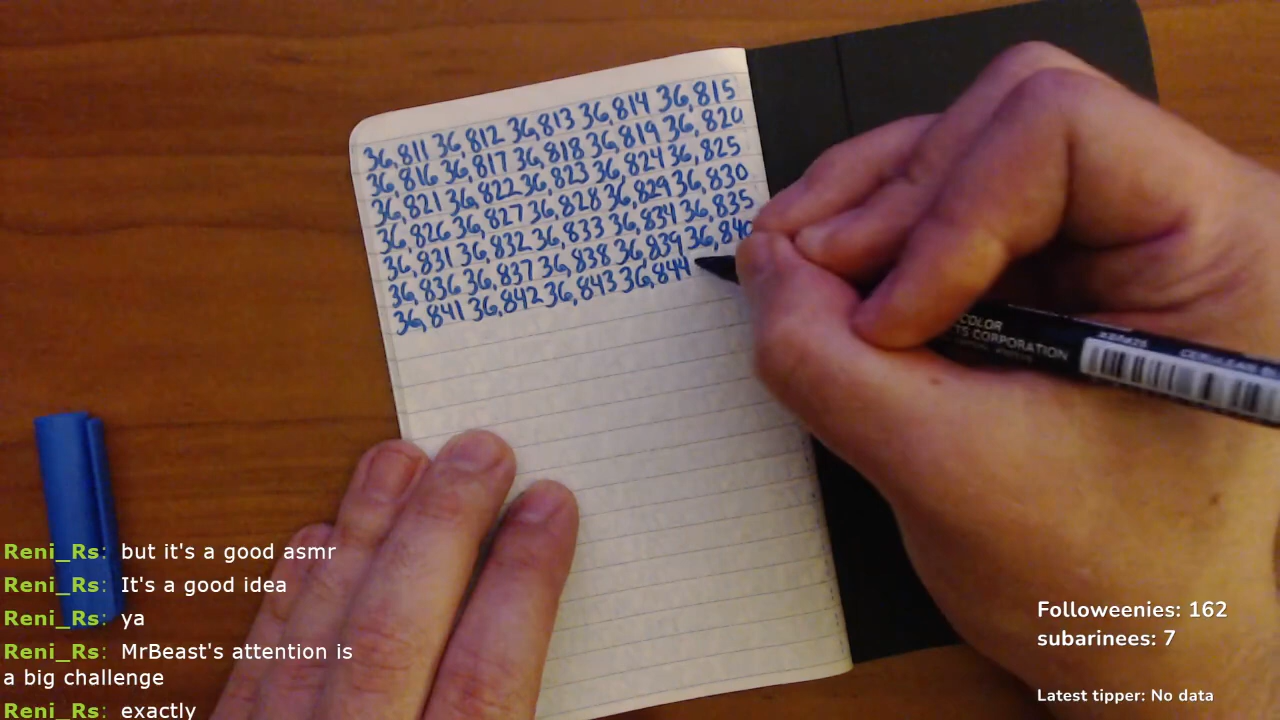 36,811 36,812 36,813 36,814 36,815
36,816 36,817 36,818 36,819 36,820
36,821 36,822 36,823 36,824 36,825
36,826 36,827 36,828 36,829 36,830
36,831 36,832 36,833 36,834 36,835
36,836 36,837 36,838 36,839 36,840
36,841 36,842 36,843 36,844
COLOR
TS CORPORATION
Reni_Rs: but it's a good asmr
Reni_Rs: It's a good idea
Reni_Rs: ya
Reni_Rs: MrBeast's attention is
a big challenge
Reni_Rs: exactly
Followeenies: 162
subarinees: 7
Latest tipper: No data